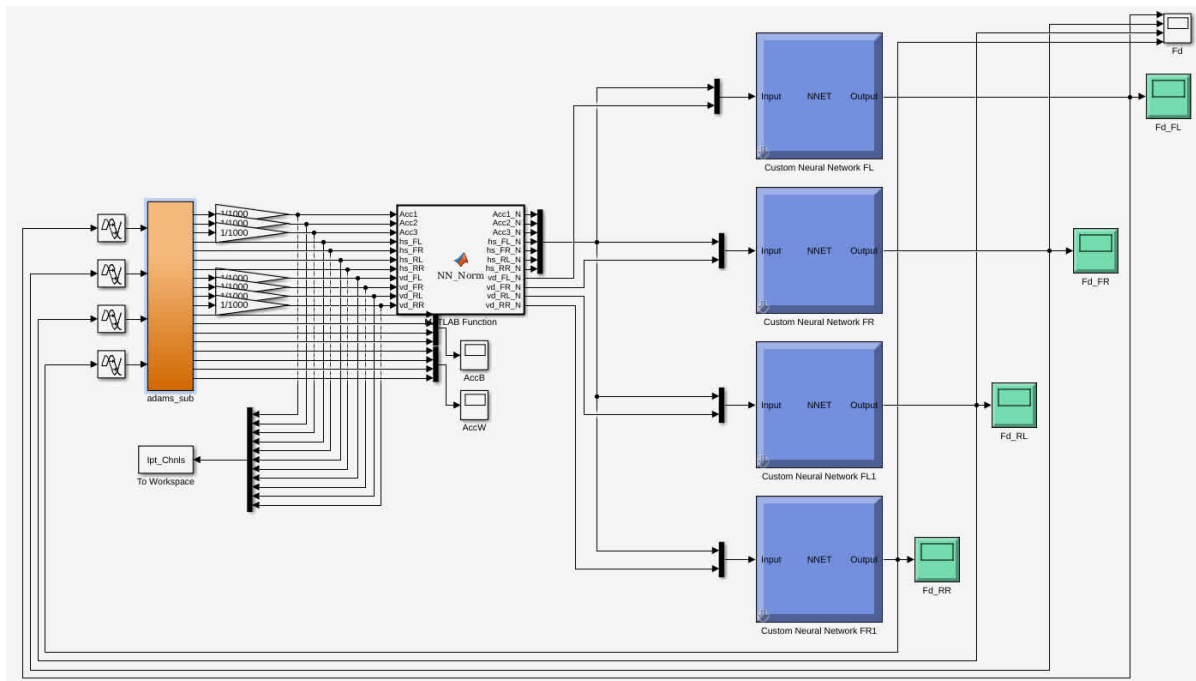 Fd
Input NNET Output
Custom Neural Network FL
Fd_FL
Input NNET Output
Custom Neural Network FR
Fd_FR
adams_sub
1/1000
1/1000
1/1000
1/1000
1/1000
1/1000
1/1000
Acc1
Acc2
Acc3
hs_FL
hs_FR
hs_RL
hs_RR
vd_FL
vd_FR
vd_RL
vd_RR
NN_Norm
Acc1_N
Acc2_N
Acc3_N
hs_FL_N
hs_FR_N
hs_RL_N
hs_RR_N
vd_FL_N
vd_FR_N
vd_RL_N
vd_RR_N
TLAB Function
AccB
AccW
Ipt_Chnls
To Workspace
Input NNET Output
Custom Neural Network FL1
Fd_RL
Input NNET Output
Custom Neural Network FR1
Fd_RR